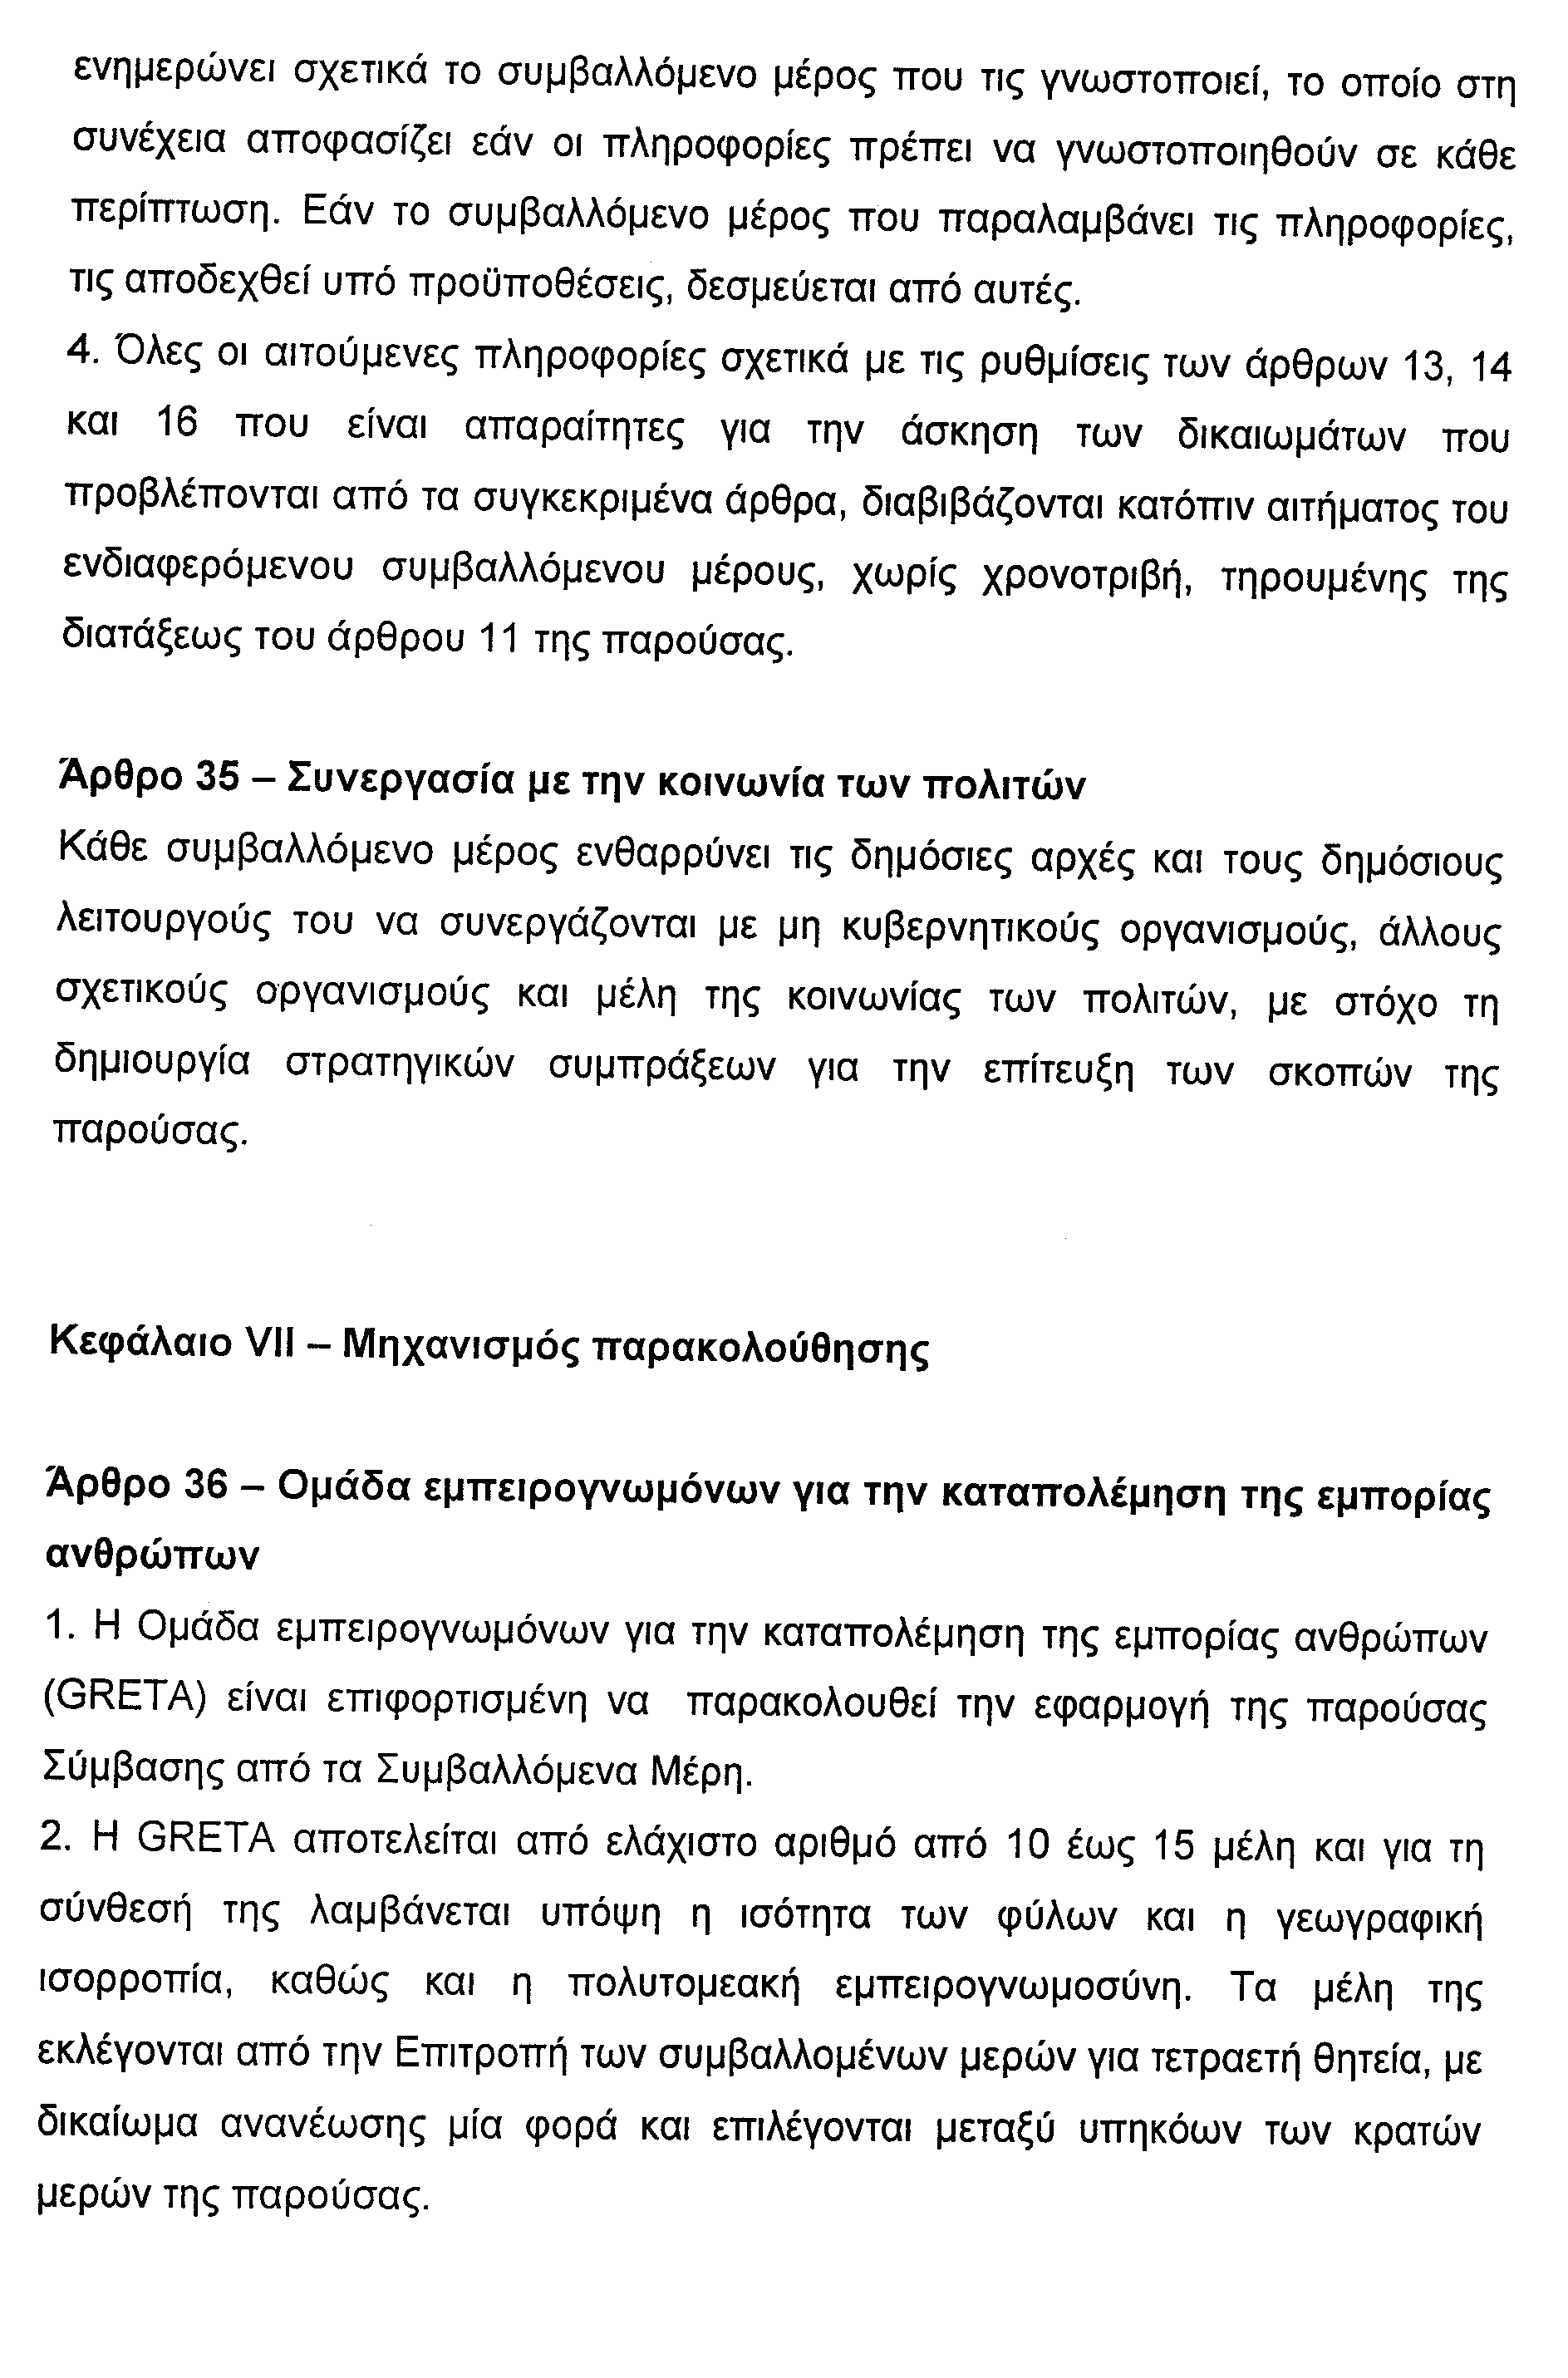 ενημερώνει σχετικά το συμβαλλόμενο μέρος που τις γνωστοποιεί, το οποίο στη
συνέχεια αποφασίζει εάν οι πληροφορίες πρέπει να γνωστοποιηθούν σε κάθε
περίπτωση. Εάν το συμβαλλόμενο μέρος που παραλαμβάνει τις πληροφορίες,
τις αποδεχθεί υπό προϋποθέσεις, δεσμεύεται από αυτές.
4. Όλες οι αιτούμενες πληροφορίες σχετικά με τις ρυθμίσεις των άρθρων 13, 14
και 16 που είναι απαραίτητες για την άσκηση των δικαιωμάτων που
προβλέπονται από τα συγκεκριμένα άρθρα, διαβιβάζονται κατόπιν αιτήματος του
ενδιαφερόμενου συμβαλλόμενου μέρους, χωρίς χρονοτριβή, τηρουμένης της
διατάξεως του άρθρου 11 της παρούσας.
Άρθρο 35 – Συνεργασία με την κοινωνία των πολιτών
Κάθε συμβαλλόμενο μέρος ενθαρρύνει τις δημόσιες αρχές και τους δημόσιους
λειτουργούς του να συνεργάζονται με μη κυβερνητικούς οργανισμούς, άλλους
σχετικούς οργανισμούς και μέλη της κοινωνίας των πολιτών, με στόχο τη
δημιουργία στρατηγικών συμπράξεων για την επίτευξη των σκοπών της
παρούσας.
Κεφάλαιο VII – Μηχανισμός παρακολούθησης
Άρθρο 36 – Ομάδα εμπειρογνωμόνων για την καταπολέμηση της εμπορίας
ανθρώπων
1. Η Ομάδα εμπειρογνωμόνων για την καταπολέμηση της εμπορίας ανθρώπων
(GRETA) είναι επιφορτισμένη να παρακολουθεί την εφαρμογή της παρούσας
Σύμβασης από τα Συμβαλλόμενα Μέρη.
2. Η GRETA αποτελείται από ελάχιστο αριθμό από 10 έως 15 μέλη και για τη
σύνθεσή της λαμβάνεται υπόψη η ισότητα των φύλων και η γεωγραφική
ισορροπία, καθώς και η πολυτομεακή εμπειρογνωμοσύνη. Τα μέλη της
εκλέγονται από την Επιτροπή των συμβαλλομένων μερών για τετραετή θητεία, με
δικαίωμα ανανέωσης μία φορά και επιλέγονται μεταξύ υπηκόων των κρατών
μερών της παρούσας.